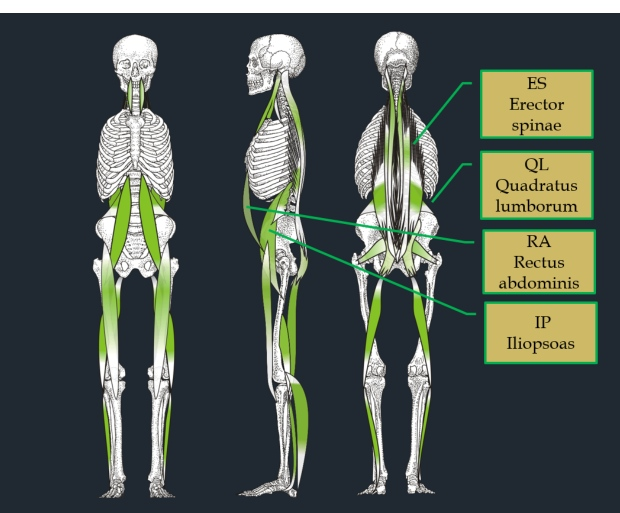 ES
Erector
spinae
QL
Quadratus
lumborum
RA
Rectus
abdominis
IP
Iliopsoas